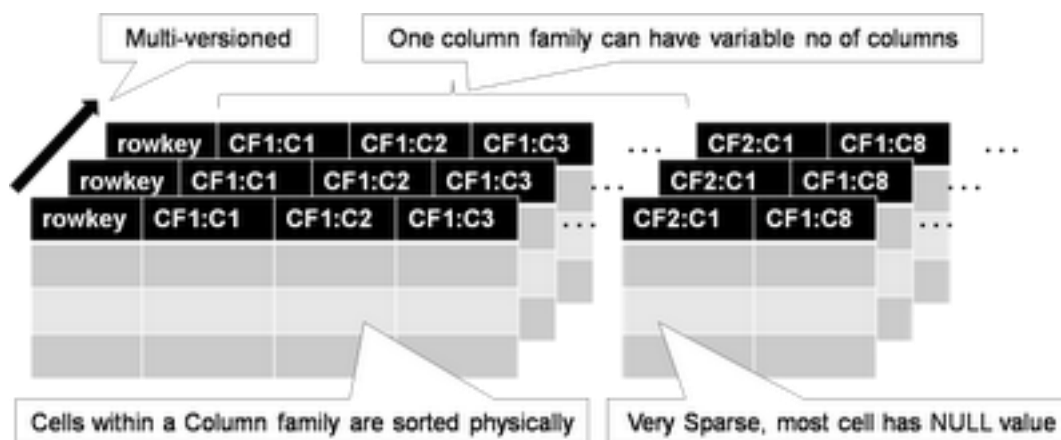 Multi-versioned
One column family can have variable no of columns
rowkey CF1:C1 CF1:C2 CF1:C3 ... CF2:C1 CF1:C8 ...
rowkey CF1:C1 CF1:C2 CF1:C3 ... CF2:C1 CF1:C8 ...
rowkey CF1:C1 CF1:C2 CF1:C3 ... CF2:C1 CF1:C8 ...
Cells within a Column family are sorted physically
Very Sparse, most cell has NULL value